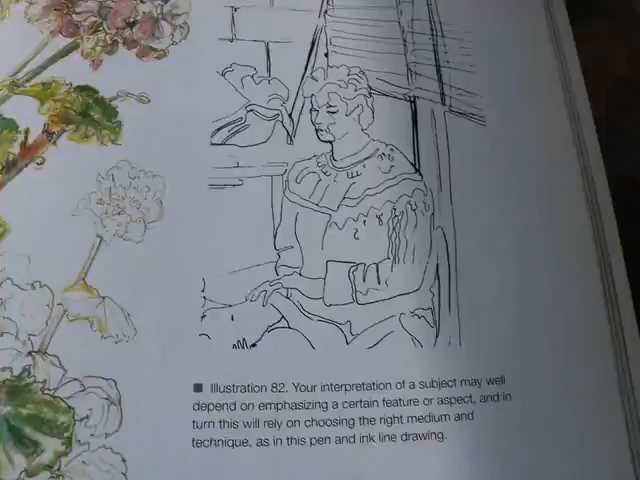 ■ Illustration 82. Your interpretation of a subject may well
depend on emphasizing a certain feature or aspect, and in
turn this will rely on choosing the right medium and
technique, as in this pen and ink line drawing.